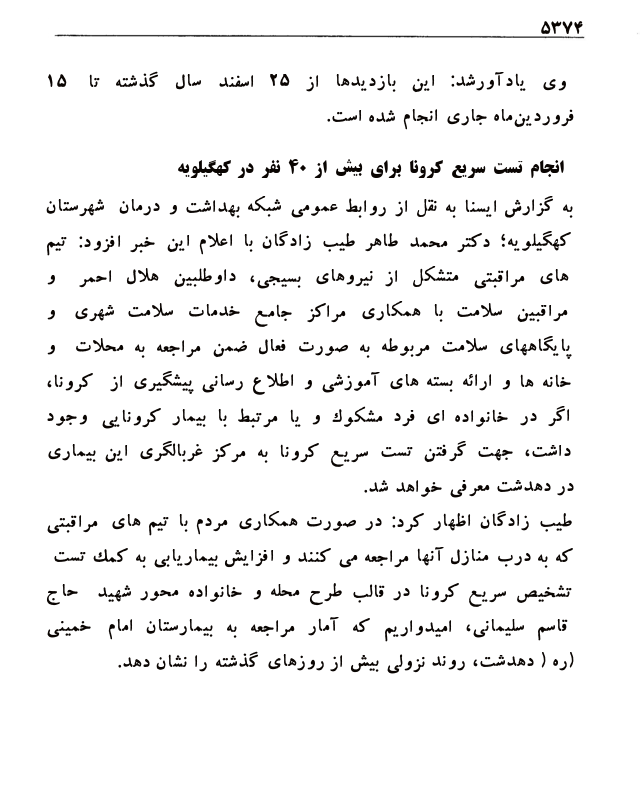 ۵۳۷۴
وی یادآورشد: این بازدیدها از ۲۵ اسفند سال گذشته تا ۱۵
فروردین‌ماه جاری انجام شده است.
انجام تست سریع کرونا برای بیش از ۴۰ نفر در کهگیلویه
به گزارش ایسنا به نقل از روابط عمومی شبکه بهداشت و درمان شهرستان
کهگیلویه؛ دکتر محمد طاهر طیب زادگان با اعلام این خبر افزود: تیم
های مراقبتی متشکل از نیروهای بسیجی، داوطلبین هلال احمر و
مراقبین سلامت با همکاری مراکز جامع خدمات سلامت شهری و
پایگاههای سلامت مربوطه به صورت فعال ضمن مراجعه به محلات و
خانه ها و ارائه بسته های آموزشی و اطلاع رسانی پیشگیری از کرونا،
اگر در خانواده ای فرد مشکوك و یا مرتبط با بیمار کرونایی وجود
داشت، جهت گرفتن تست سریع کرونا به مرکز غربالگری این بیماری
در دهدشت معرفی خواهد شد.
طیب زادگان اظهار کرد: در صورت همکاری مردم با تیم های مراقبتی
که به درب منازل آنها مراجعه می کنند و افزایش بیماریابی به کمك تست
تشخیص سریع کرونا در قالب طرح محله و خانواده محور شهید حاج
قاسم سلیمانی، امیدواریم که آمار مراجعه به بیمارستان امام خمینی
(ره ( دهدشت، روند نزولی بیش از روزهای گذشته را نشان دهد.